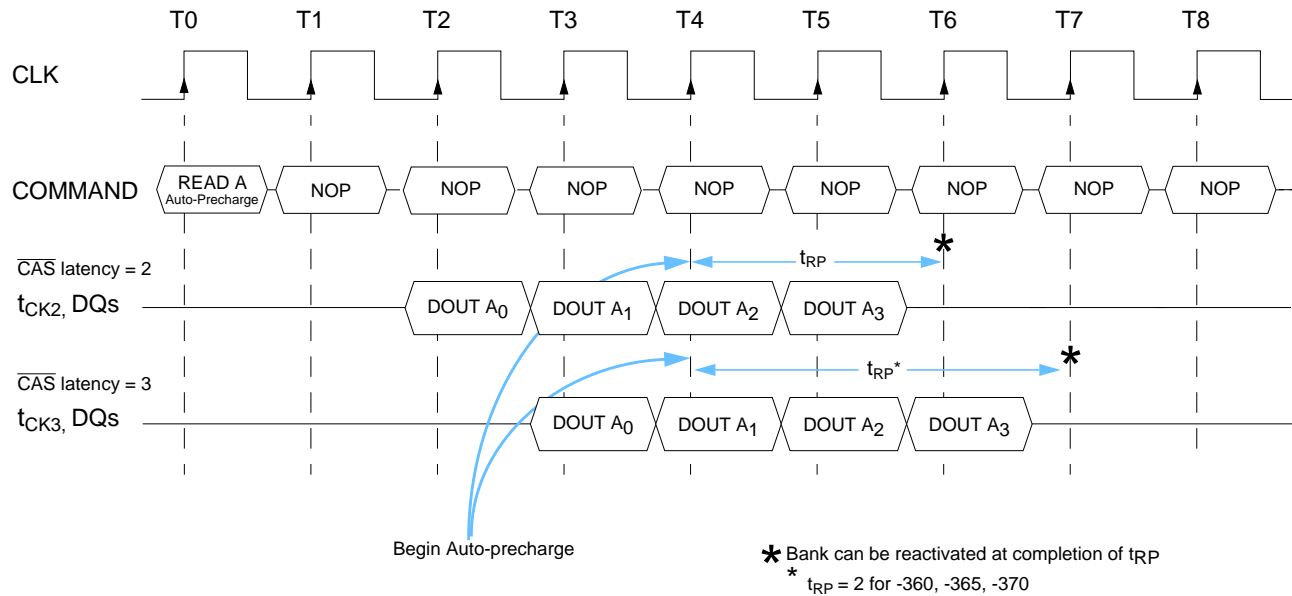 T0 T1 T2 T3 T4 T5 T6 T7 T8
CLK
COMMAND
READ A
Auto-Precharge
NOP NOP NOP NOP NOP NOP NOP NOP
CAS latency = 2
tRP
*
tCK2, DQs
DOUT A0 DOUT A1 DOUT A2 DOUT A3
CAS latency = 3
tRP*
*
tCK3, DQs
DOUT A0 DOUT A1 DOUT A2 DOUT A3
Begin Auto-precharge
* Bank can be reactivated at completion of tRP
* tRP = 2 for -360, -365, -370